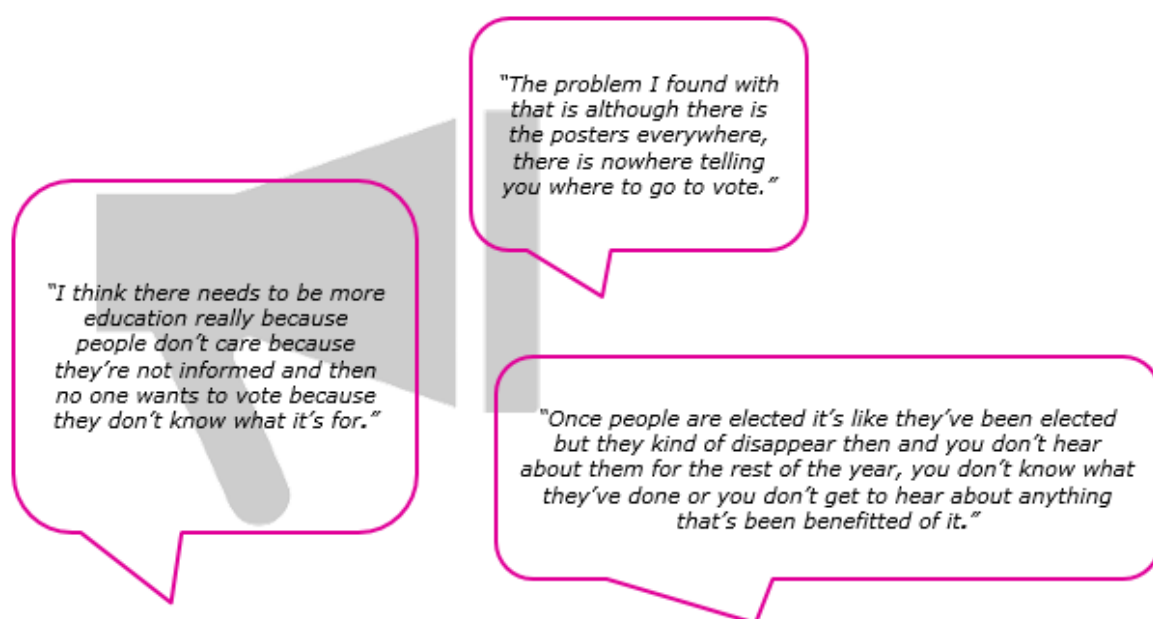 “The problem I found with
that is although there is
the posters everywhere,
there is nowhere telling
you where to go to vote.”
“I think there needs to be more
education really because
people don’t care because
they’re not informed and then
no one wants to vote because
they don’t know what it’s for.”
“Once people are elected it’s like they’ve been elected
but they kind of disappear then and you don’t hear
about them for the rest of the year, you don’t know what
they’ve done or you don’t get to hear about anything
that’s been benefitted of it.”